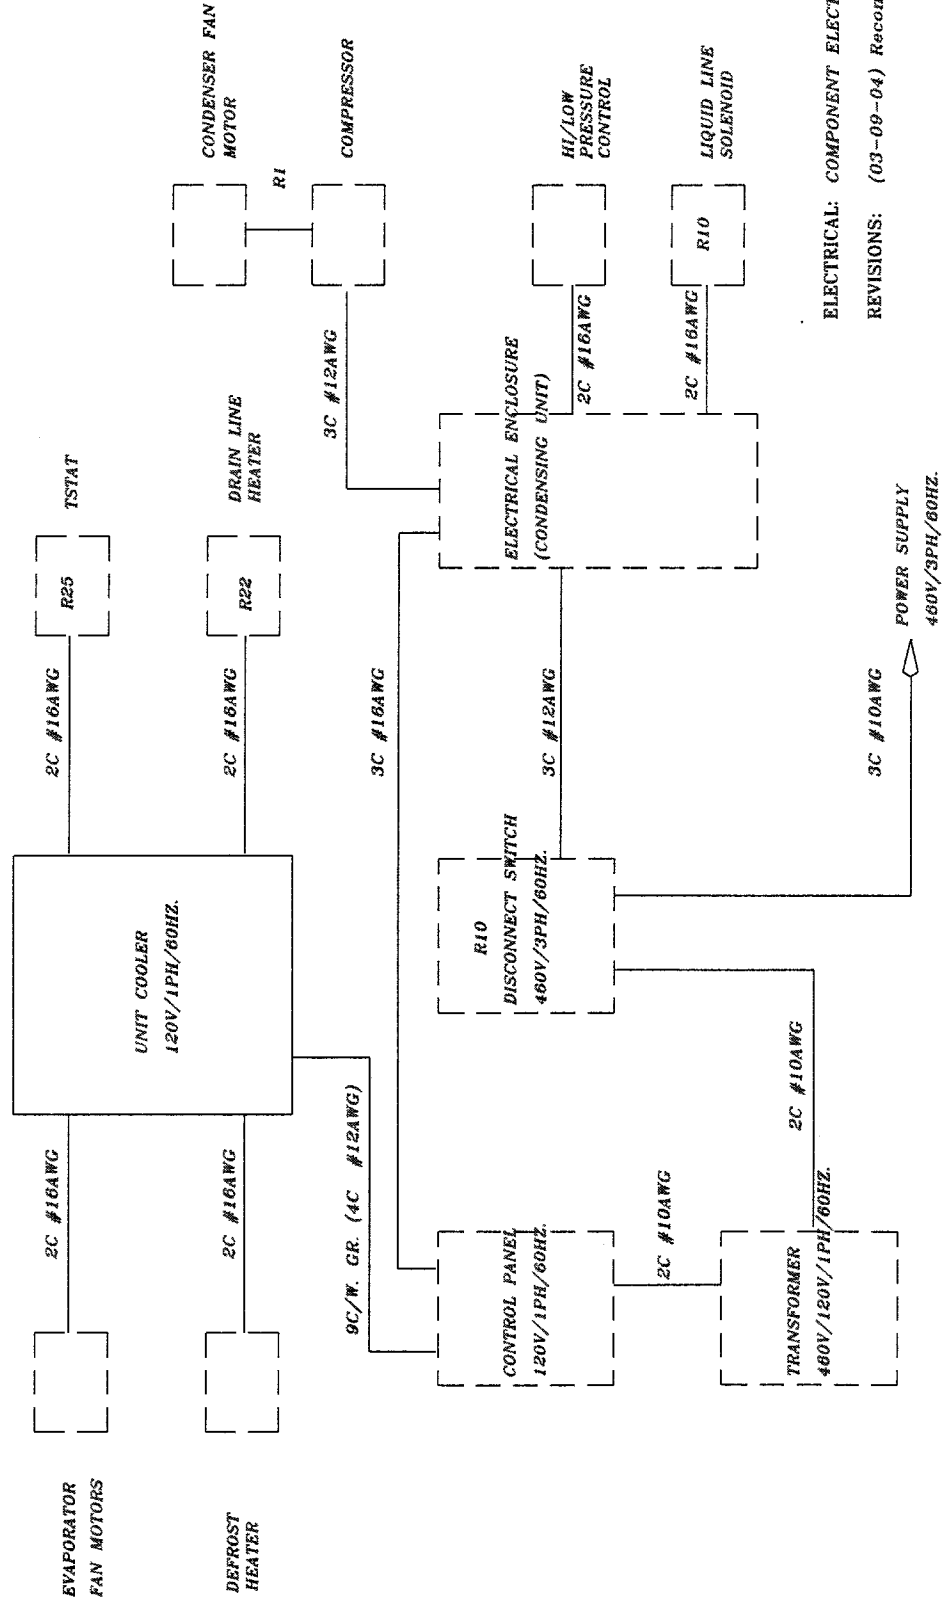 EVAPORATOR
FAN MOTORS
2C #16AWG
UNIT COOLER
120V/1PH/60HZ.
2C #16AWG
R25
TSTAT
DEFROST
HEATER
2C #16AWG
2C #16AWG
R22
DRAIN LINE
HEATER
CONDENSER FAN
MOTOR
R1
COMPRESSOR
3C #12AWG
9C/W. GR. (4C #12AWG)
3C #16AWG
CONTROL PANEL
120V/1PH/60HZ.
R10
DISCONNECT SWITCH
460V/3PH/60HZ.
3C #12AWG
ELECTRICAL ENCLOSURE
(CONDENSING UNIT)
2C #16AWG
HI/LOW
PRESSURE
CONTROL
2C #16AWG
R10
LIQUID LINE
SOLENOID
2C #10AWG
TRANSFORMER
460V/120V/1PH/60HZ.
2C #10AWG
3C #10AWG
POWER SUPPLY
460V/3PH/60HZ.
ELECTRICAL: COMPONENT ELECT
REVISIONS: (03-09-04) Recon